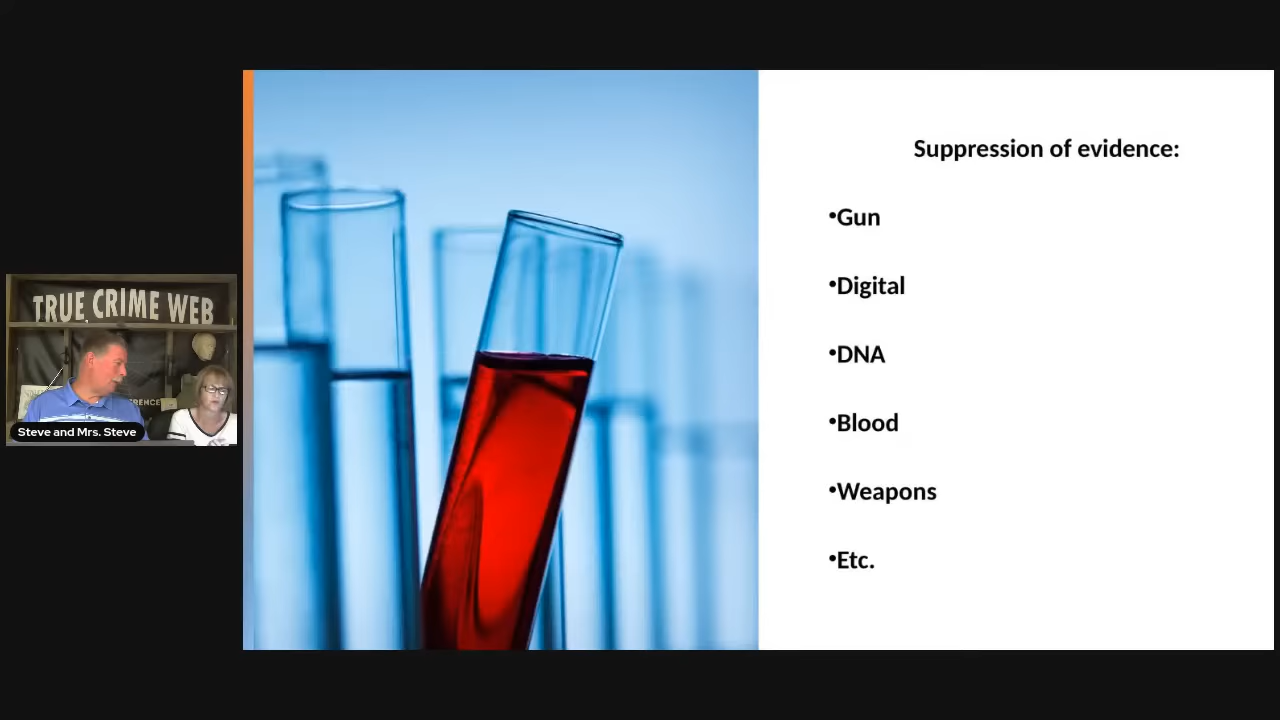 TRUE CRIME WEB
Steve and Mrs. Steve
Suppression of evidence:
•Gun
•Digital
•DNA
•Blood
•Weapons
•Etc.